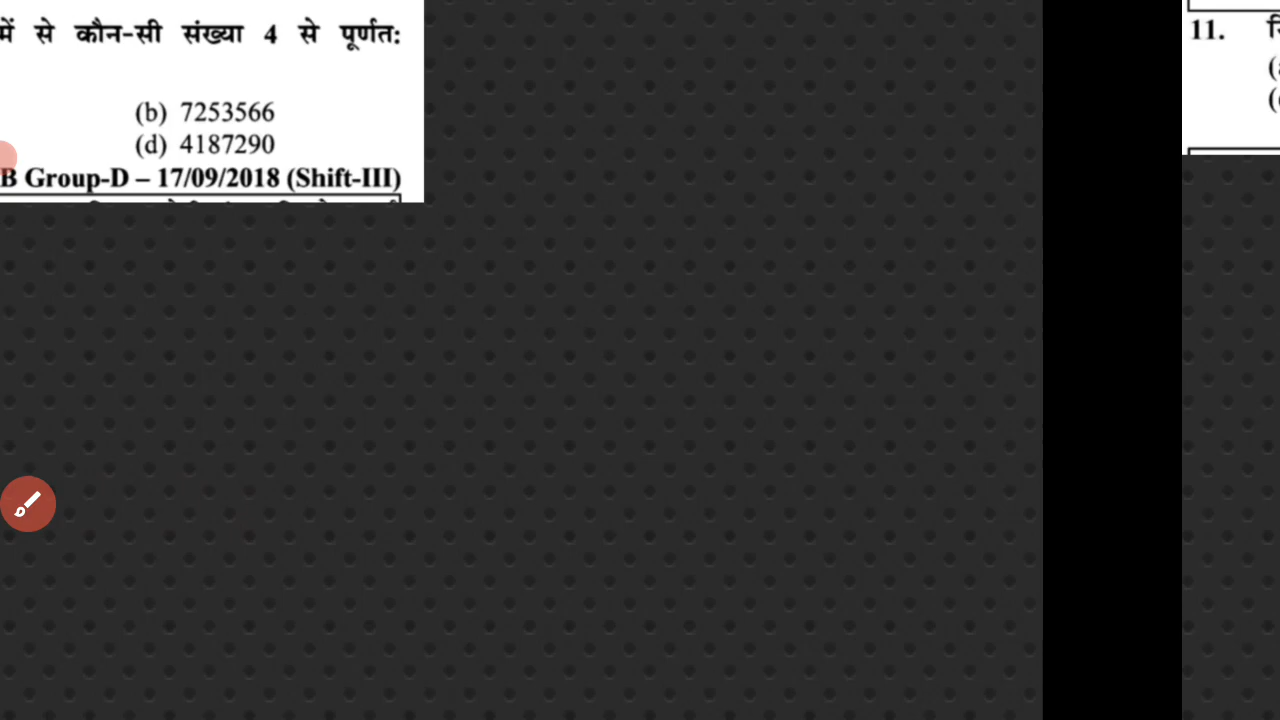 में से कौन-सी संख्या 4 से पूर्णत:
(b) 7253566
(d) 4187290
B Group-D – 17/09/2018 (Shift-III)
11.